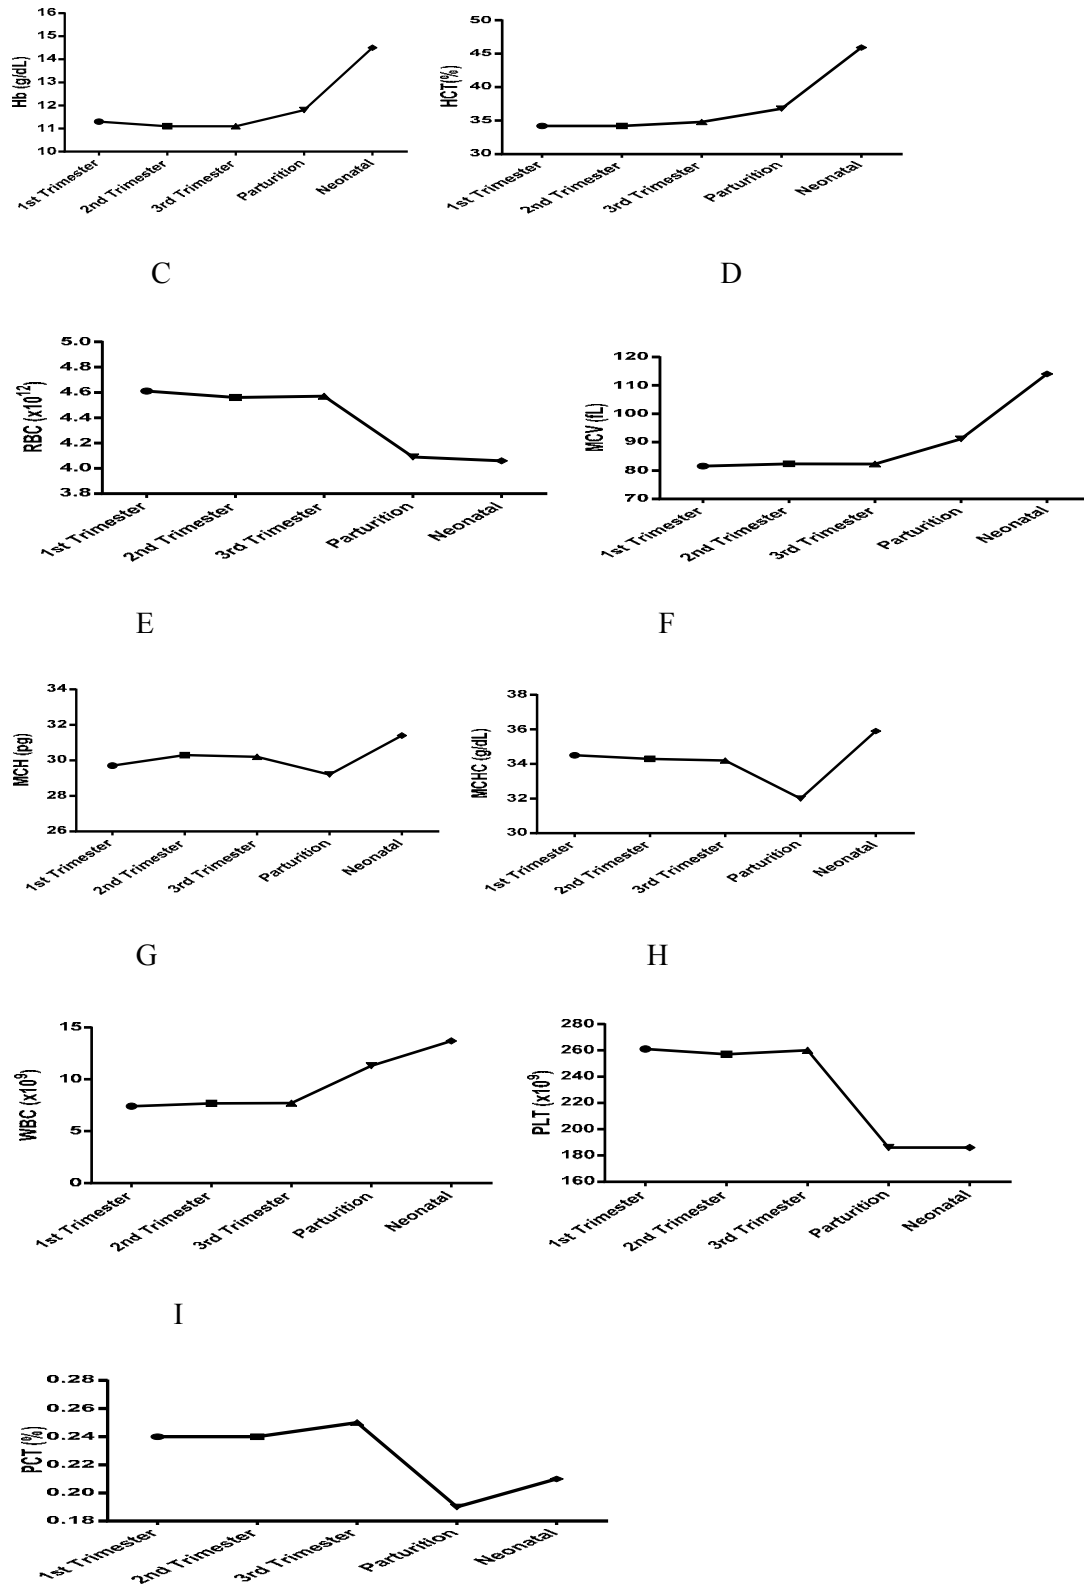 16
15
14
13
12
11
10
Hb (g/dL)
1st Trimester
2nd Trimester
3rd Trimester
Parturition
Neonatal
50
45
40
35
30
HCT(%)
1st Trimester
2nd Trimester
3rd Trimester
Parturition
Neonatal
C
D
5.0
4.8
4.6
4.4
4.2
4.0
3.8
RBC (x10¹²)
1st Trimester
2nd Trimester
3rd Trimester
Parturition
Neonatal
120
110
100
90
80
70
MCV (fL)
1st Trimester
2nd Trimester
3rd Trimester
Parturition
Neonatal
E
F
34
32
30
28
26
MCH (pg)
1st Trimester
2nd Trimester
3rd Trimester
Parturition
Neonatal
38
36
34
32
30
MCHC (g/dL)
1st Trimester
2nd Trimester
3rd Trimester
Parturition
Neonatal
G
H
15
10
5
0
WBC (x10⁹)
1st Trimester
2nd Trimester
3rd Trimester
Parturition
Neonatal
280
260
240
220
200
180
160
PLT (x10⁹)
1st Trimester
2nd Trimester
3rd Trimester
Parturition
Neonatal
I
0.28
0.26
0.24
0.22
0.20
0.18
PCT (%)
1st Trimester
2nd Trimester
3rd Trimester
Parturition
Neonatal